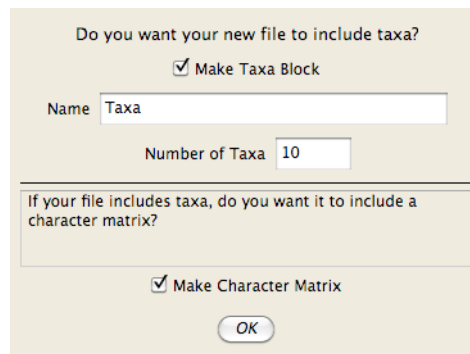 Do you want your new file to include taxa?
Make Taxa Block
Name Taxa
Number of Taxa 10
If your file includes taxa, do you want it to include a
character matrix?
Make Character Matrix
OK